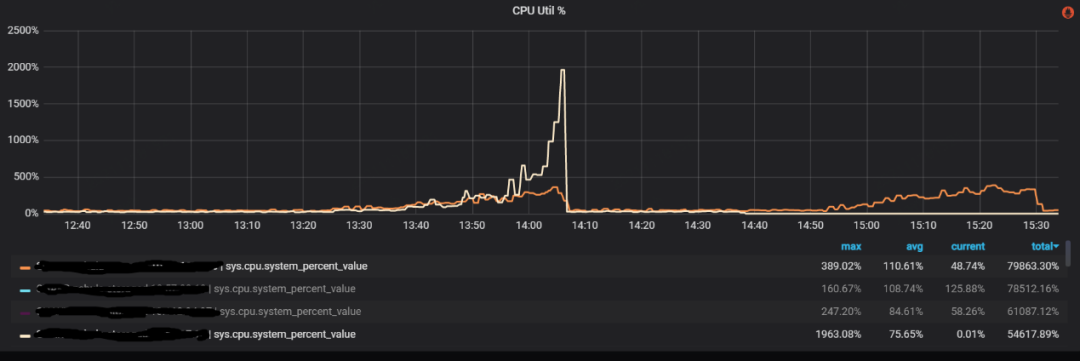 CPU Util %
2500%
2000%
1500%
1000%
500%
0%
12:40 12:50 13:00 13:10 13:20 13:30 13:40 13:50 14:00 14:10 14:20 14:30 14:40 14:50 15:00 15:10 15:20 15:30
max avg current total
| sys.cpu.system_percent_value 389.02% 110.61% 48.74% 79863.30%
| sys.cpu.system_percent_value 160.67% 108.74% 125.88% 78512.16%
| sys.cpu.system_percent_value 247.20% 84.61% 58.26% 61087.12%
| sys.cpu.system_percent_value 1963.08% 75.65% 0.01% 54617.89%